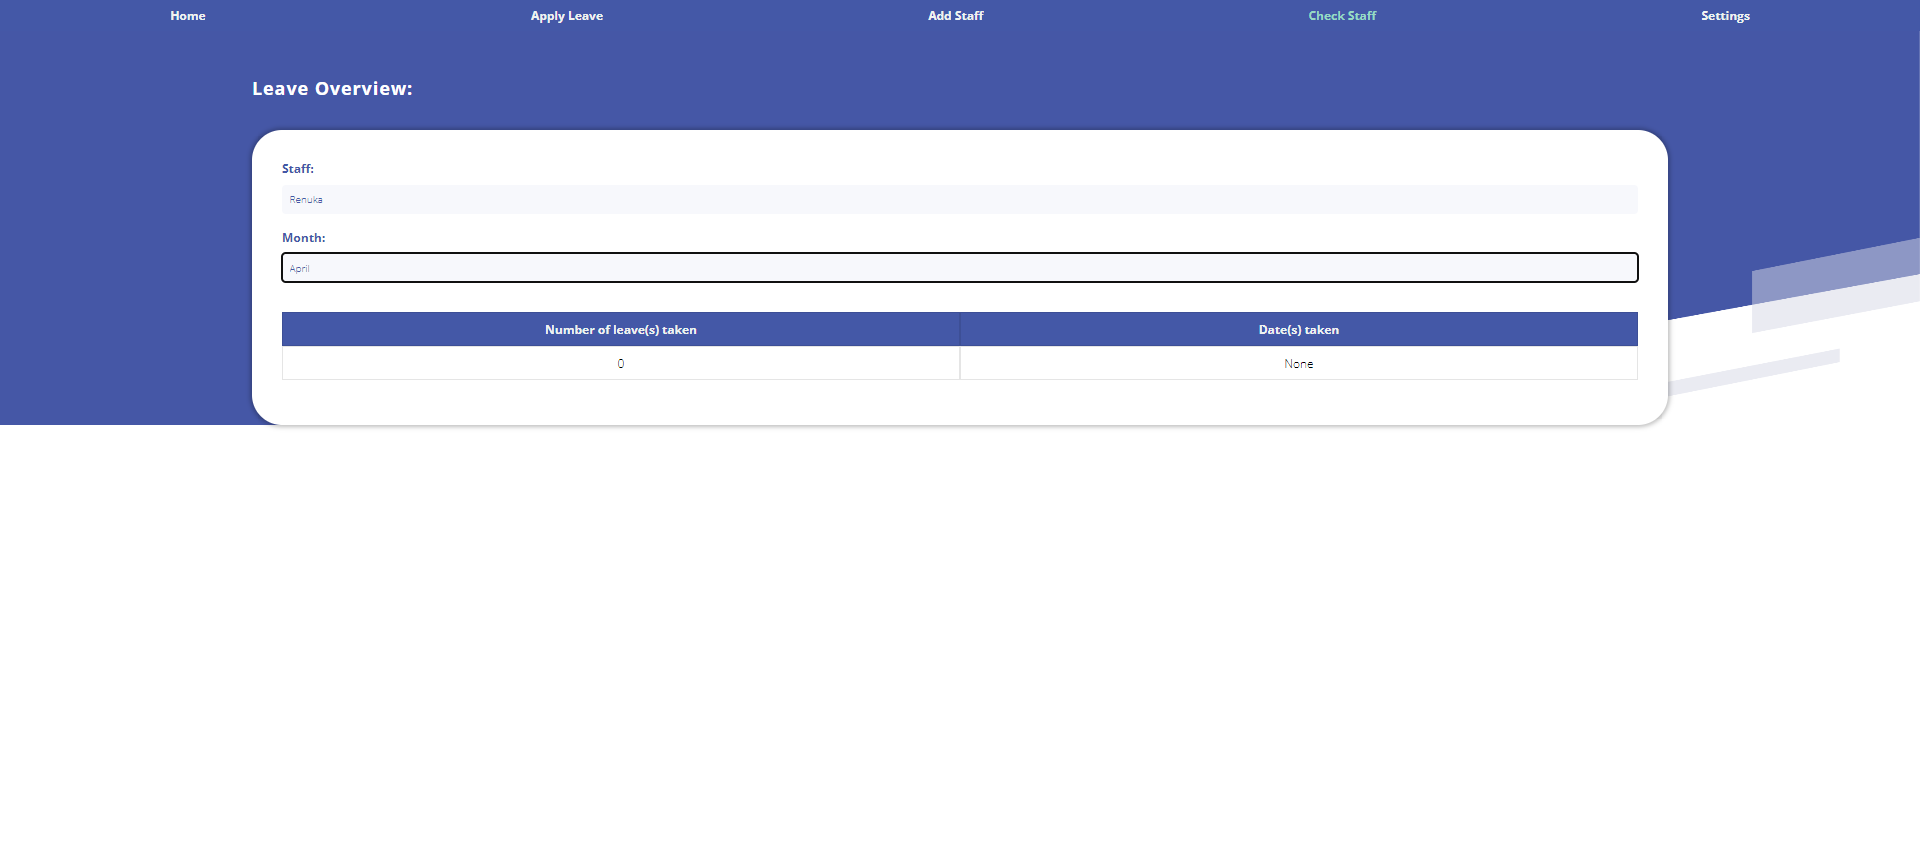 Home Apply Leave Add Staff Check Staff Settings
Leave Overview:
Staff:
Renuka
Month:
April
Number of leave(s) taken Date(s) taken
0 None